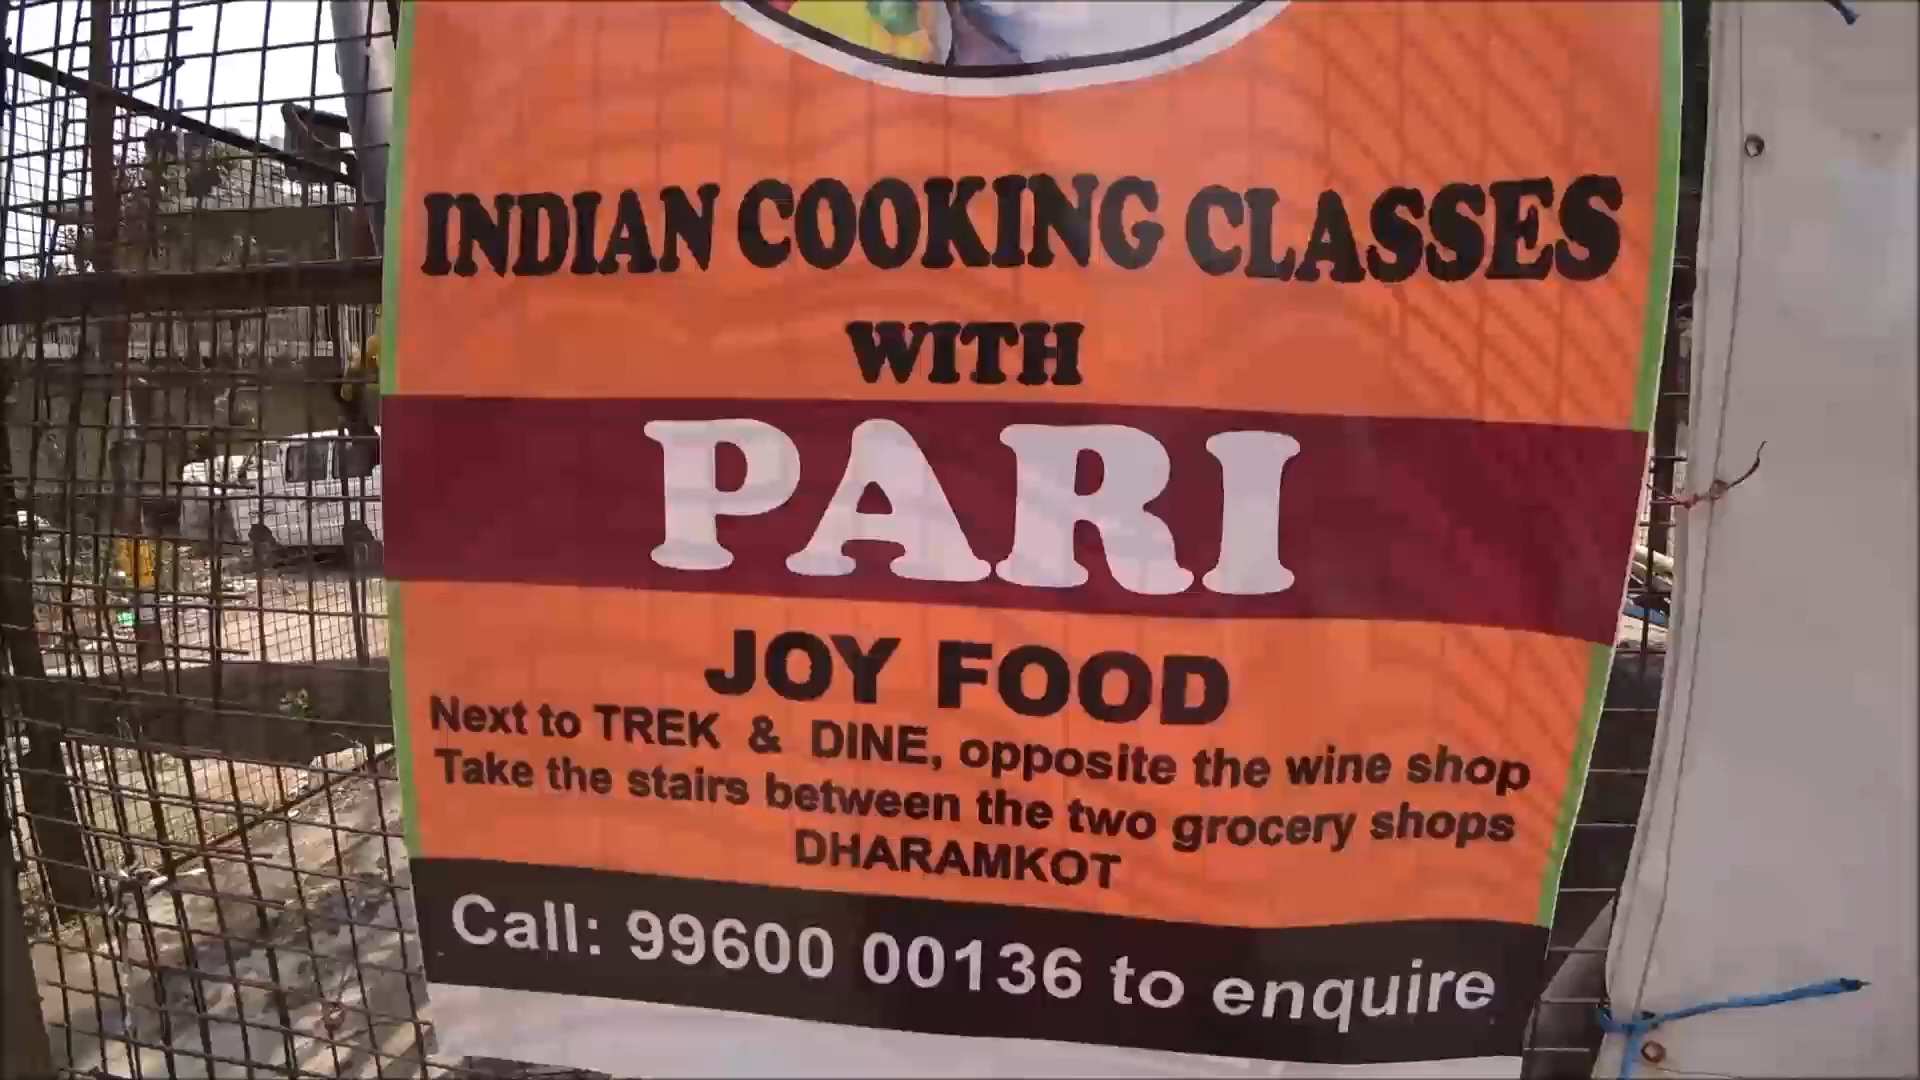 INDIAN COOKING CLASSES
WITH
PARI
JOY FOOD
Next to TREK & DINE, opposite the wine shop
Take the stairs between the two grocery shops
DHARAMKOT
Call: 99600 00136 to enquire